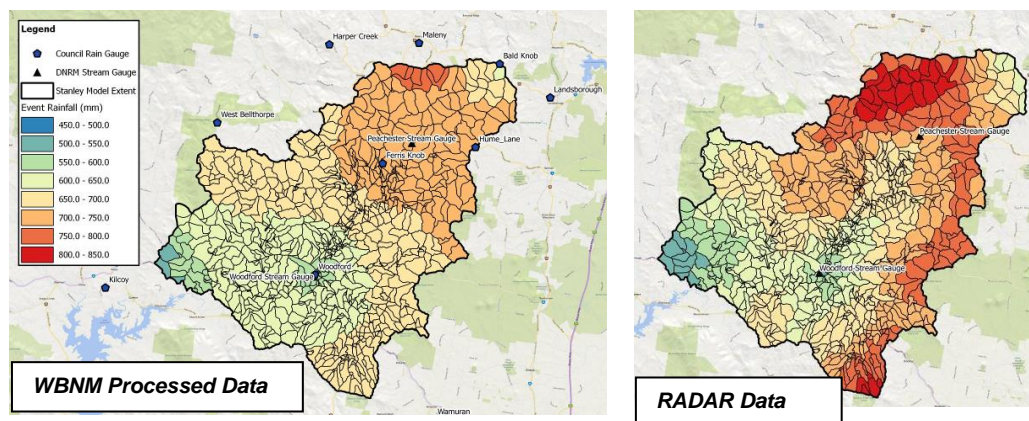 Legend
Council Rain Gauge
DNRM Stream Gauge
Stanley Model Extent
Event Rainfall (mm)
450.0 - 500.0
500.0 - 550.0
550.0 - 600.0
600.0 - 650.0
650.0 - 700.0
700.0 - 750.0
750.0 - 800.0
800.0 - 850.0
Harper Creek
Maleny
Bald Knob
Landsborough
West Bellthorpe
Peachester Stream Gauge
Hume_Lane
Ferris Knob
Woodford
Woodford Stream Gauge
Kilcoy
Wamuran
WBNM Processed Data
Peachester Stream Gauge
Woodford Stream Gauge
RADAR Data